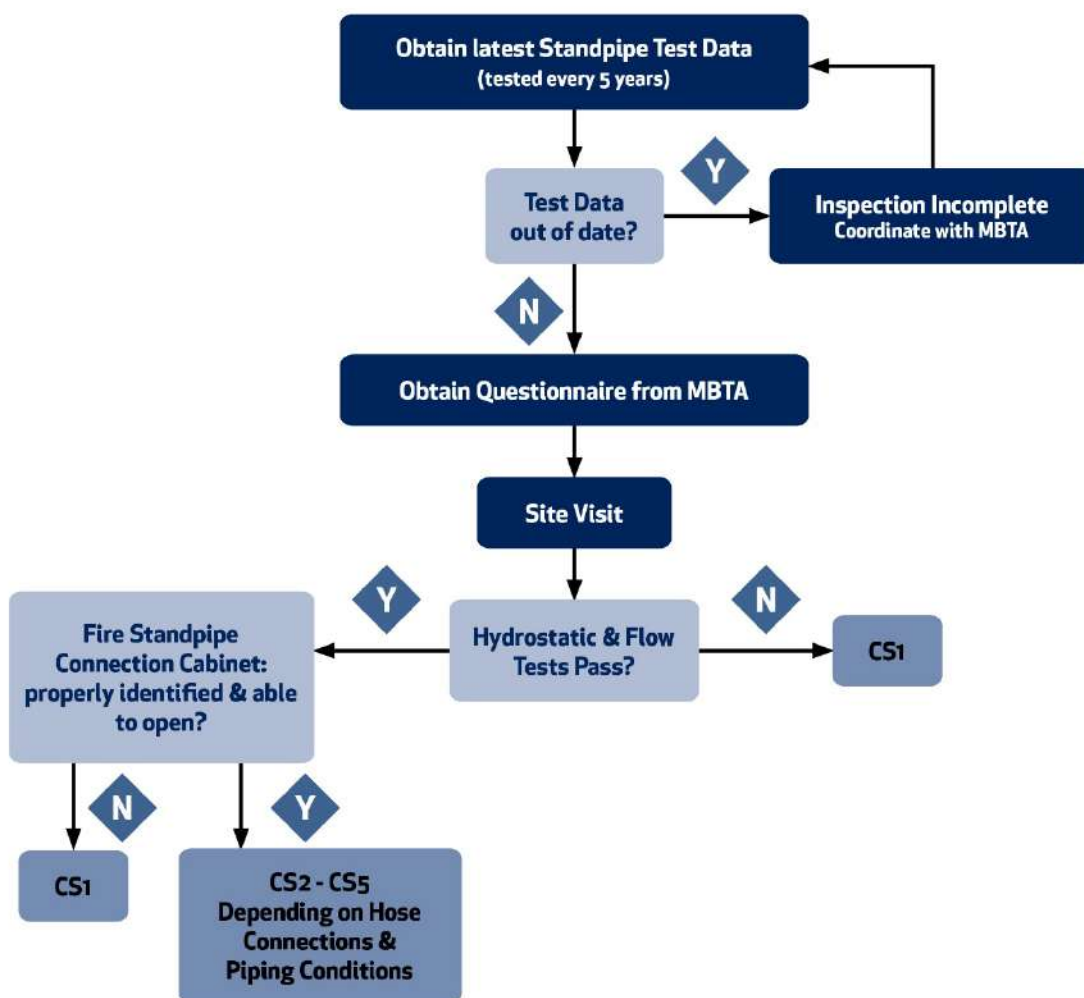 Obtain latest Standpipe Test Data
(tested every 5 years)
Test Data
out of date?
Y
Inspection Incomplete
Coordinate with MBTA
N
Obtain Questionnaire from MBTA
Site Visit
Hydrostatic & Flow
Tests Pass?
Y
N
CS1
Fire Standpipe
Connection Cabinet:
properly identified & able
to open?
N
Y
CS1
CS2 - CS5
Depending on Hose
Connections &
Piping Conditions